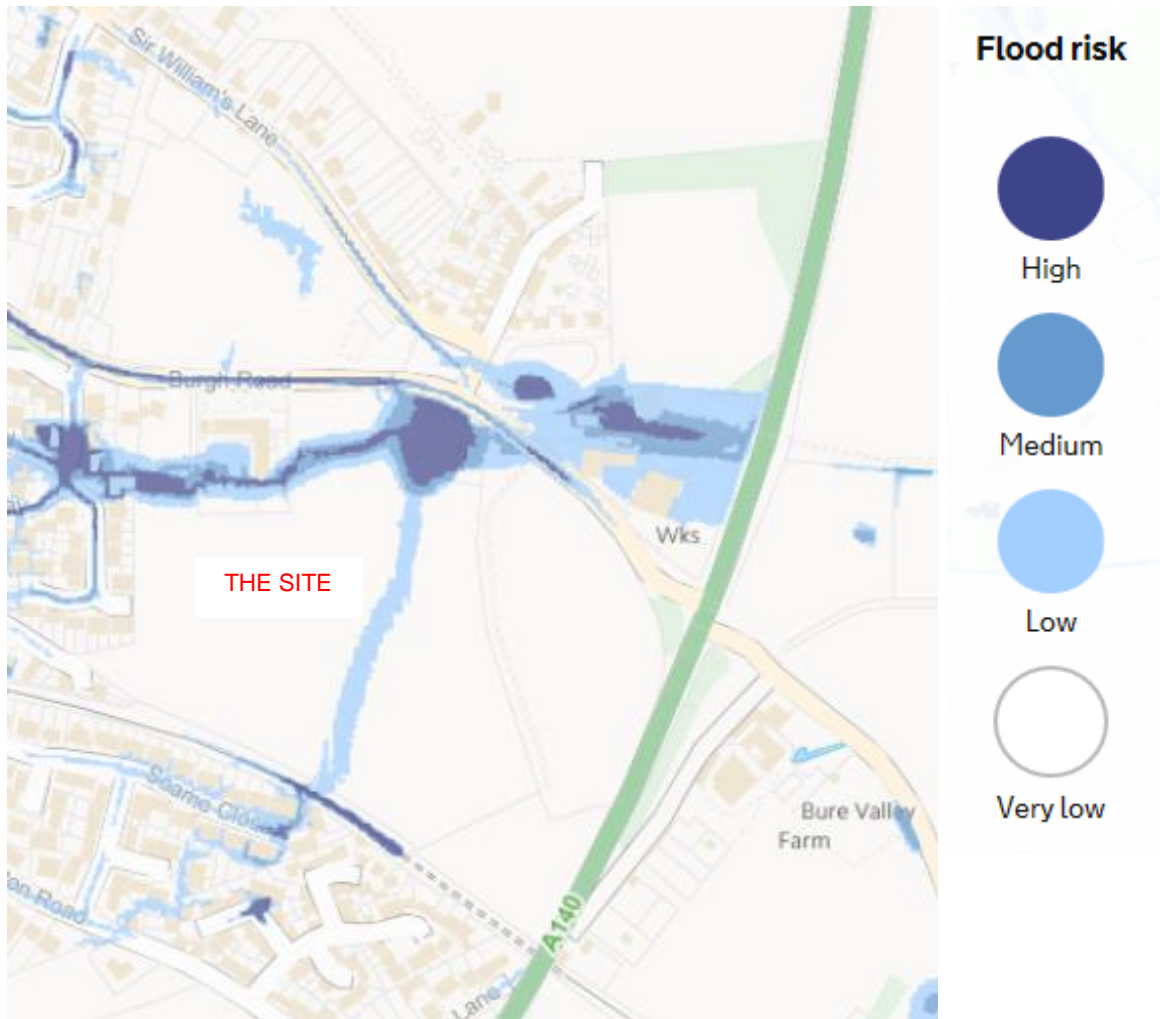 Flood risk
High
Medium
Low
Very low
Sir William's Lane
Burgh Road
Wks
THE SITE
Soame Close
Bure Valley
Farm
A140
Lane